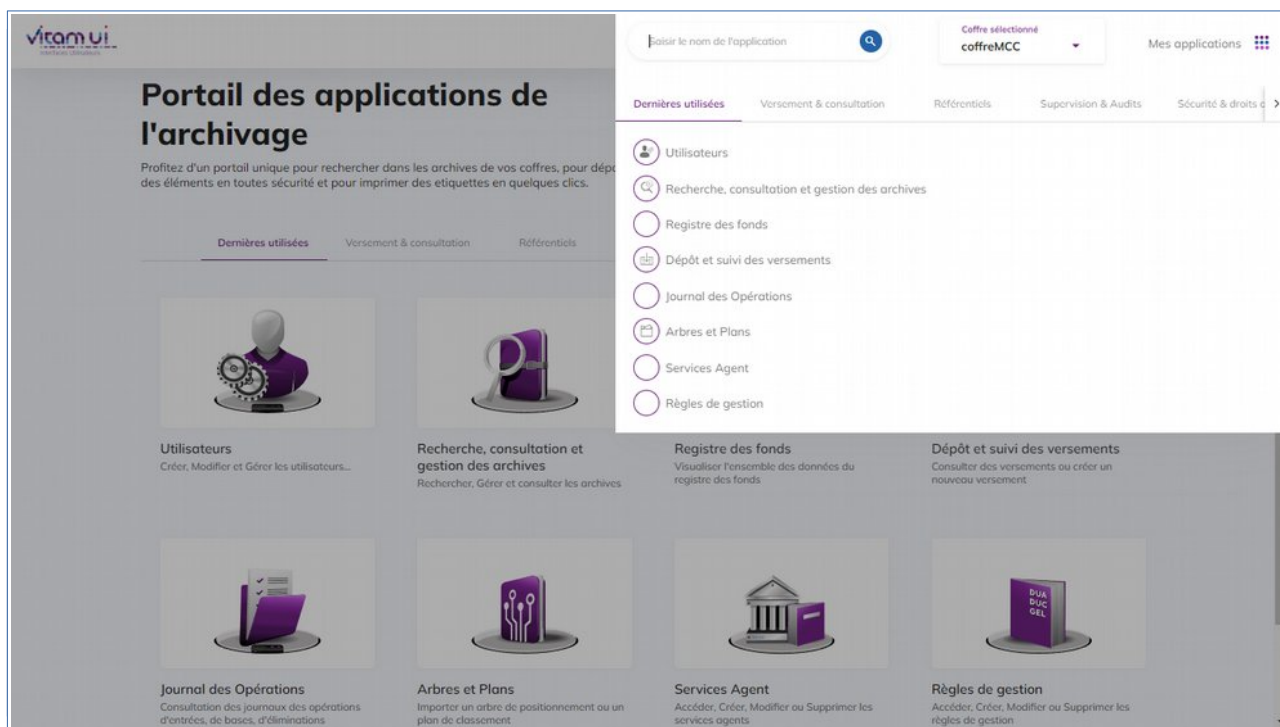 vitam ui
Interfaces Utilisateurs
Saisir le nom de l'application
Coffre sélectionné
coffreMCC
Mes applications
Portail des applications de
l'archivage
Profitez d'un portail unique pour rechercher dans les archives de vos coffres, pour dépo
des éléments en toutes sécurité et pour imprimer des etiquettes en quelques clics.
Dernières utilisées Versement & consultation Référentiels Supervision & Audits Sécurité & droits
Utilisateurs
Recherche, consultation et gestion des archives
Registre des fonds
Dépôt et suivi des versements
Journal des Opérations
Arbres et Plans
Services Agent
Règles de gestion
Dernières utilisées Versement & consultation Référentiels
Utilisateurs
Créer, Modifier et Gérer les utilisateurs...
Recherche, consultation et
gestion des archives
Rechercher, Gérer et consulter les archives
Registre des fonds
Visualiser l'ensemble des données du
registre des fonds
Dépôt et suivi des versements
Consulter des versements ou créer un
nouveau versement
DUA
DUC
GEL
Journal des Opérations
Consultation des journaux des opérations
d'entrées, de bases, d'éliminations
Arbres et Plans
Importer un arbre de positionnement ou un
plan de classement
Services Agent
Accéder, Créer, Modifier ou Supprimer les
services agents
Règles de gestion
Accéder, Créer, Modifier ou Supprimer les
règles de gestion